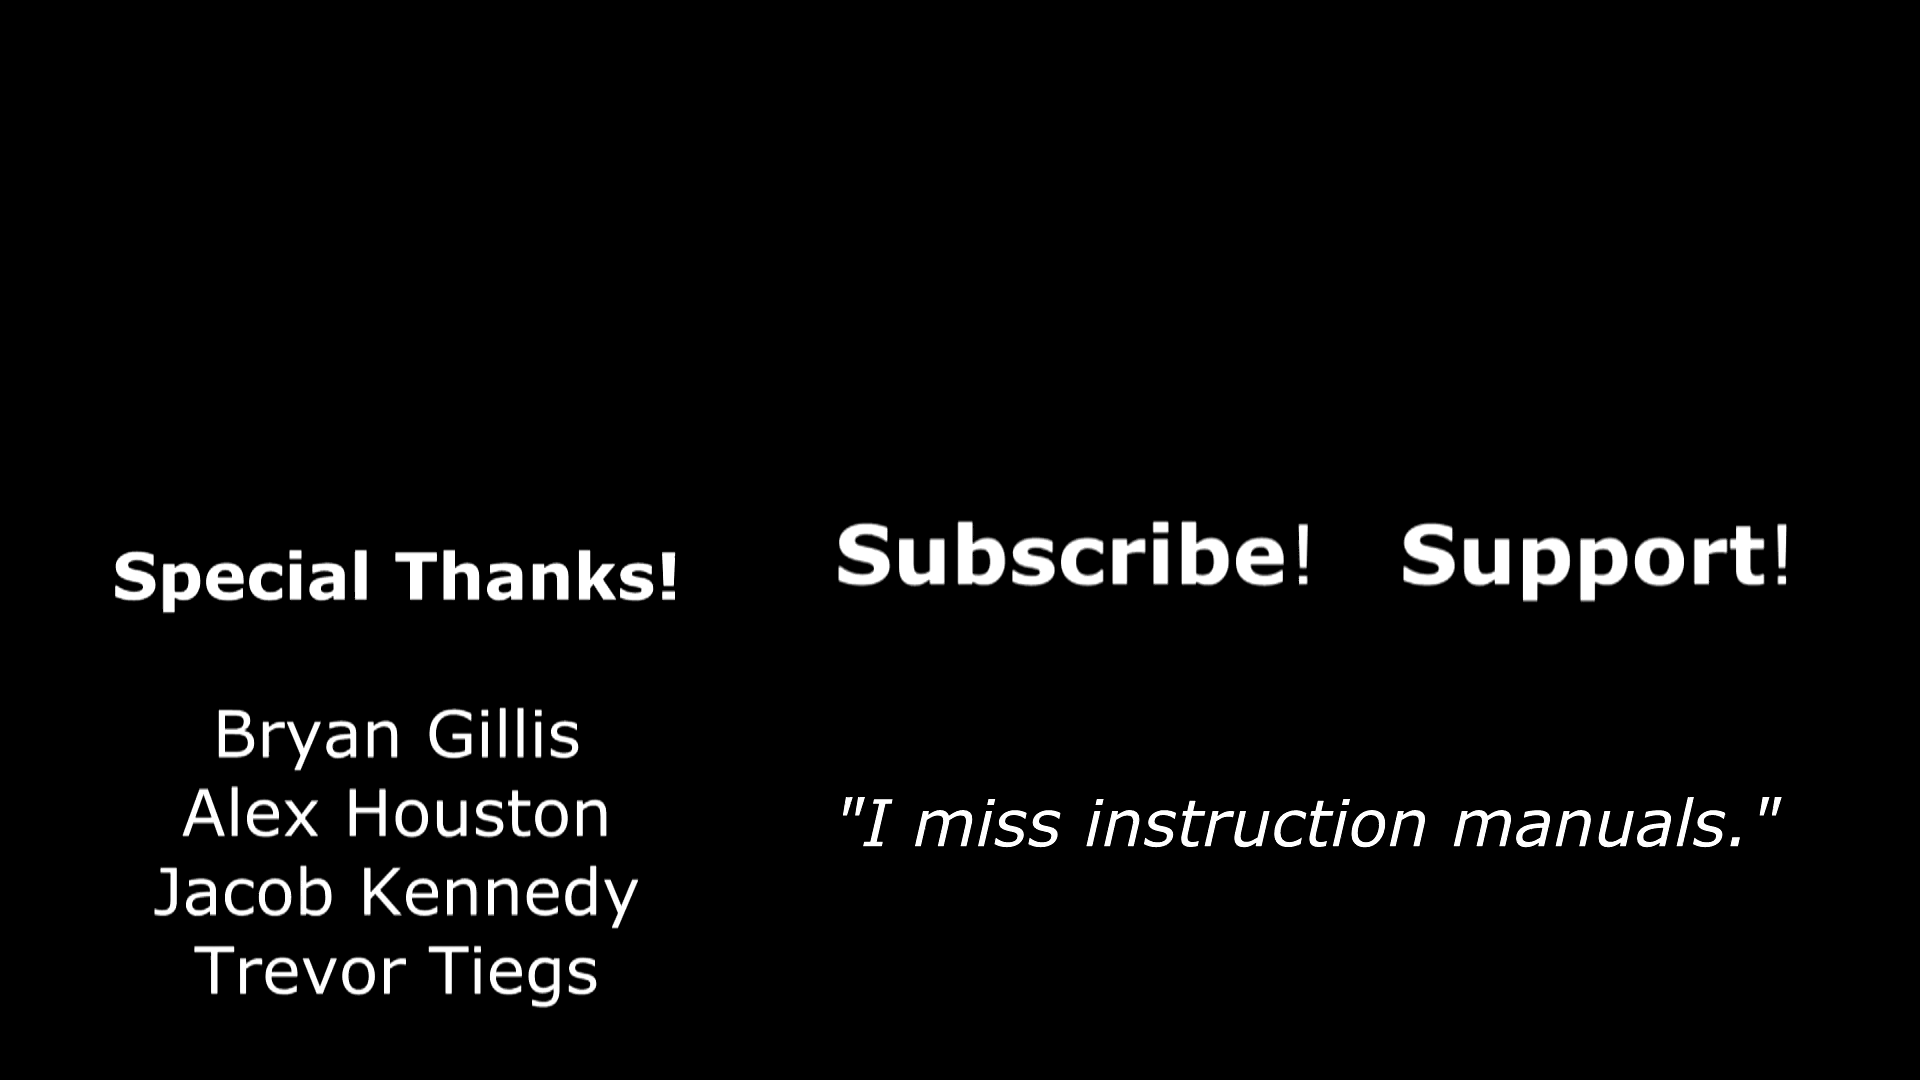 Special Thanks!
Bryan Gillis
Alex Houston
Jacob Kennedy
Trevor Tiegs
Subscribe! Support!
"I miss instruction manuals."